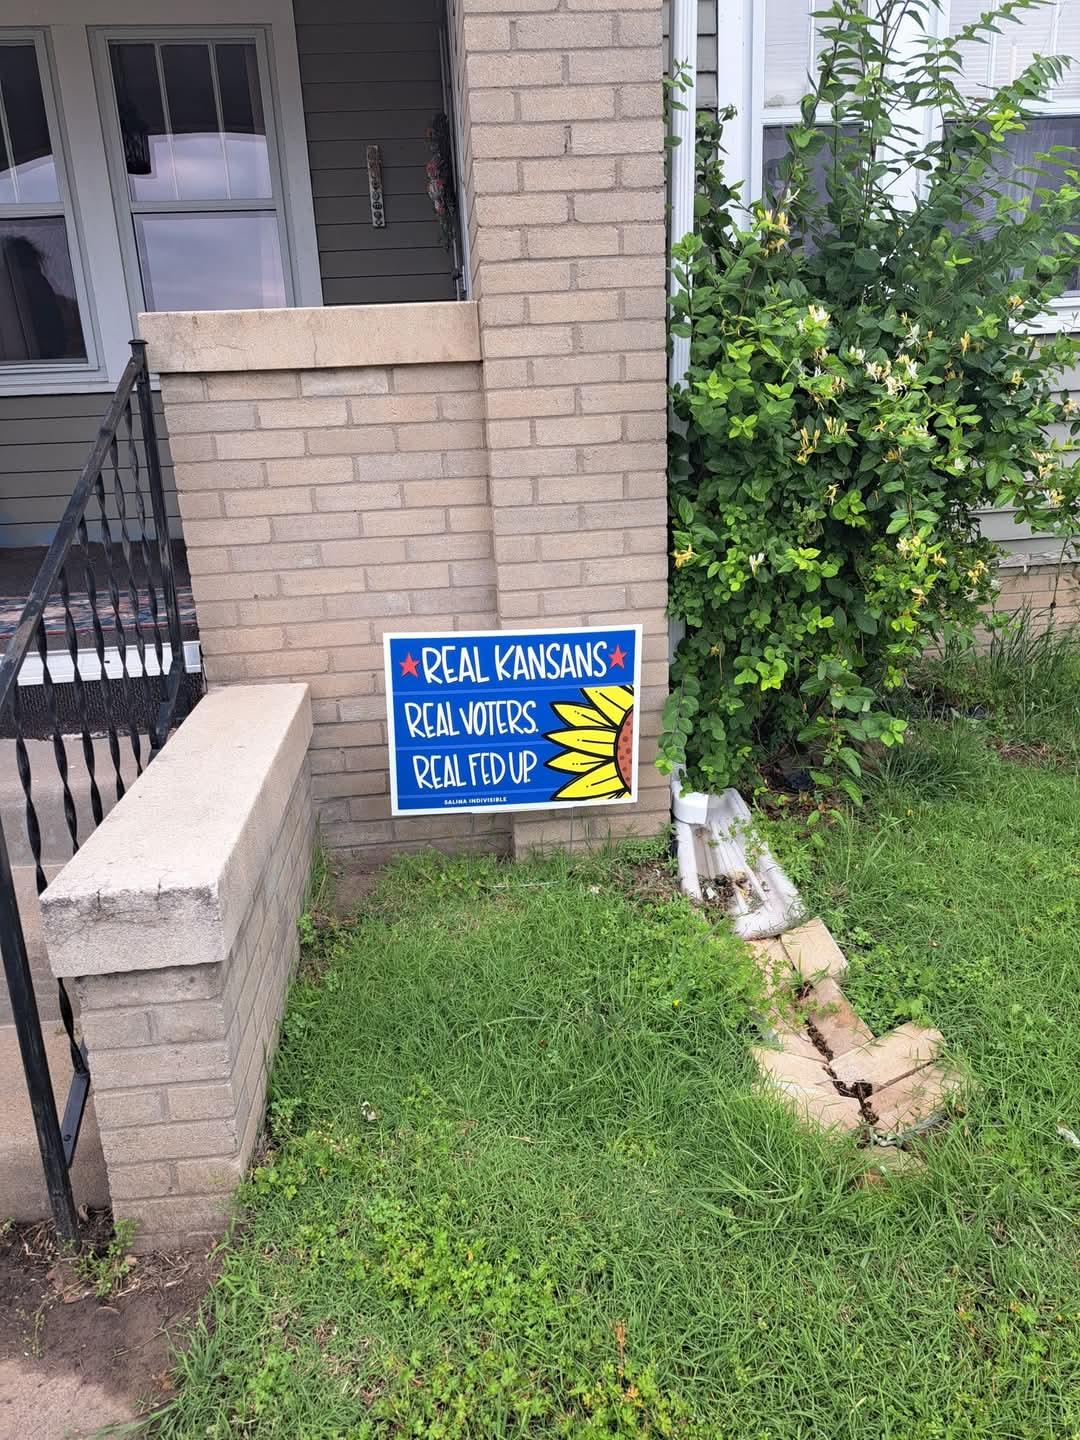 REAL KANSANS
REAL VOTERS.
REAL FED UP.
SALINA INDIVISIBLE